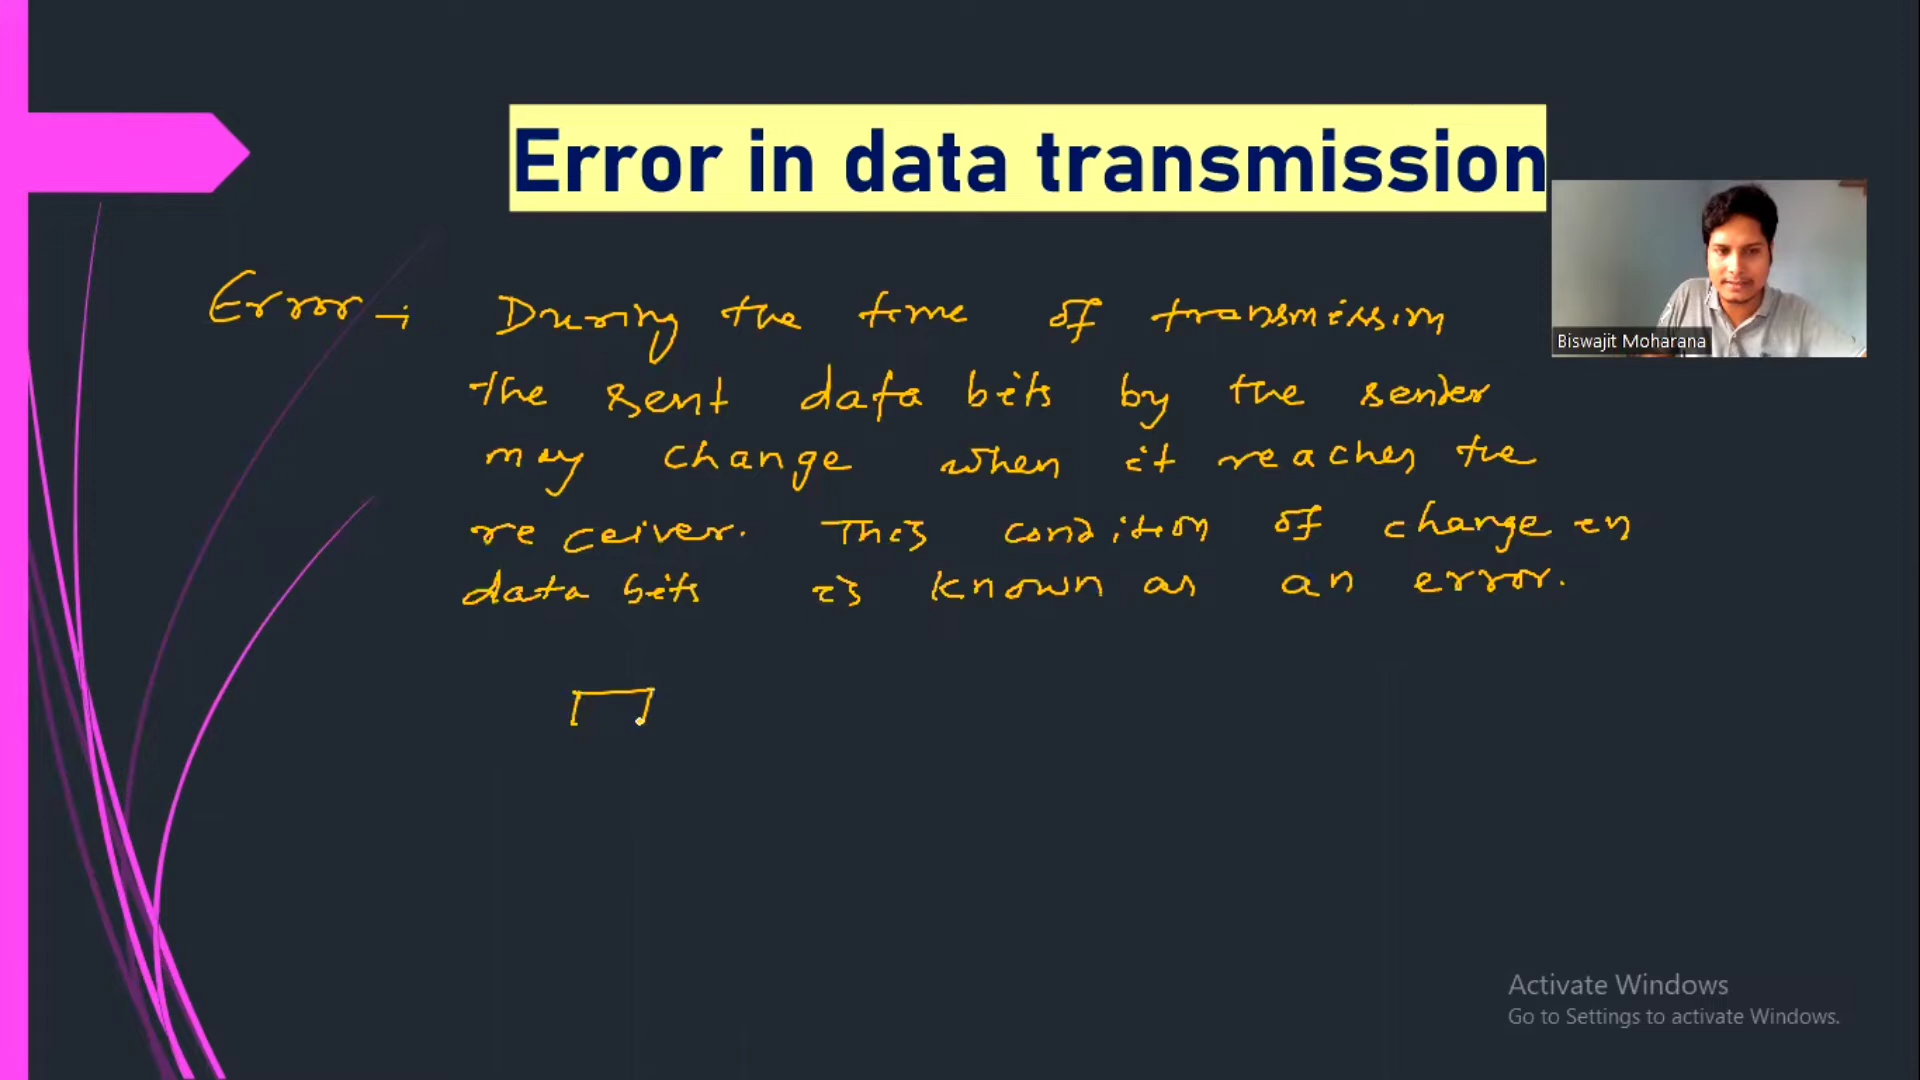 Error in data transmission
Error :- During the time of transmission
the sent data bits by the sender
may change when it reaches the
receiver. This condition of change in
data bits is known as an error.
Biswajit Moharana
Activate Windows
Go to Settings to activate Windows.